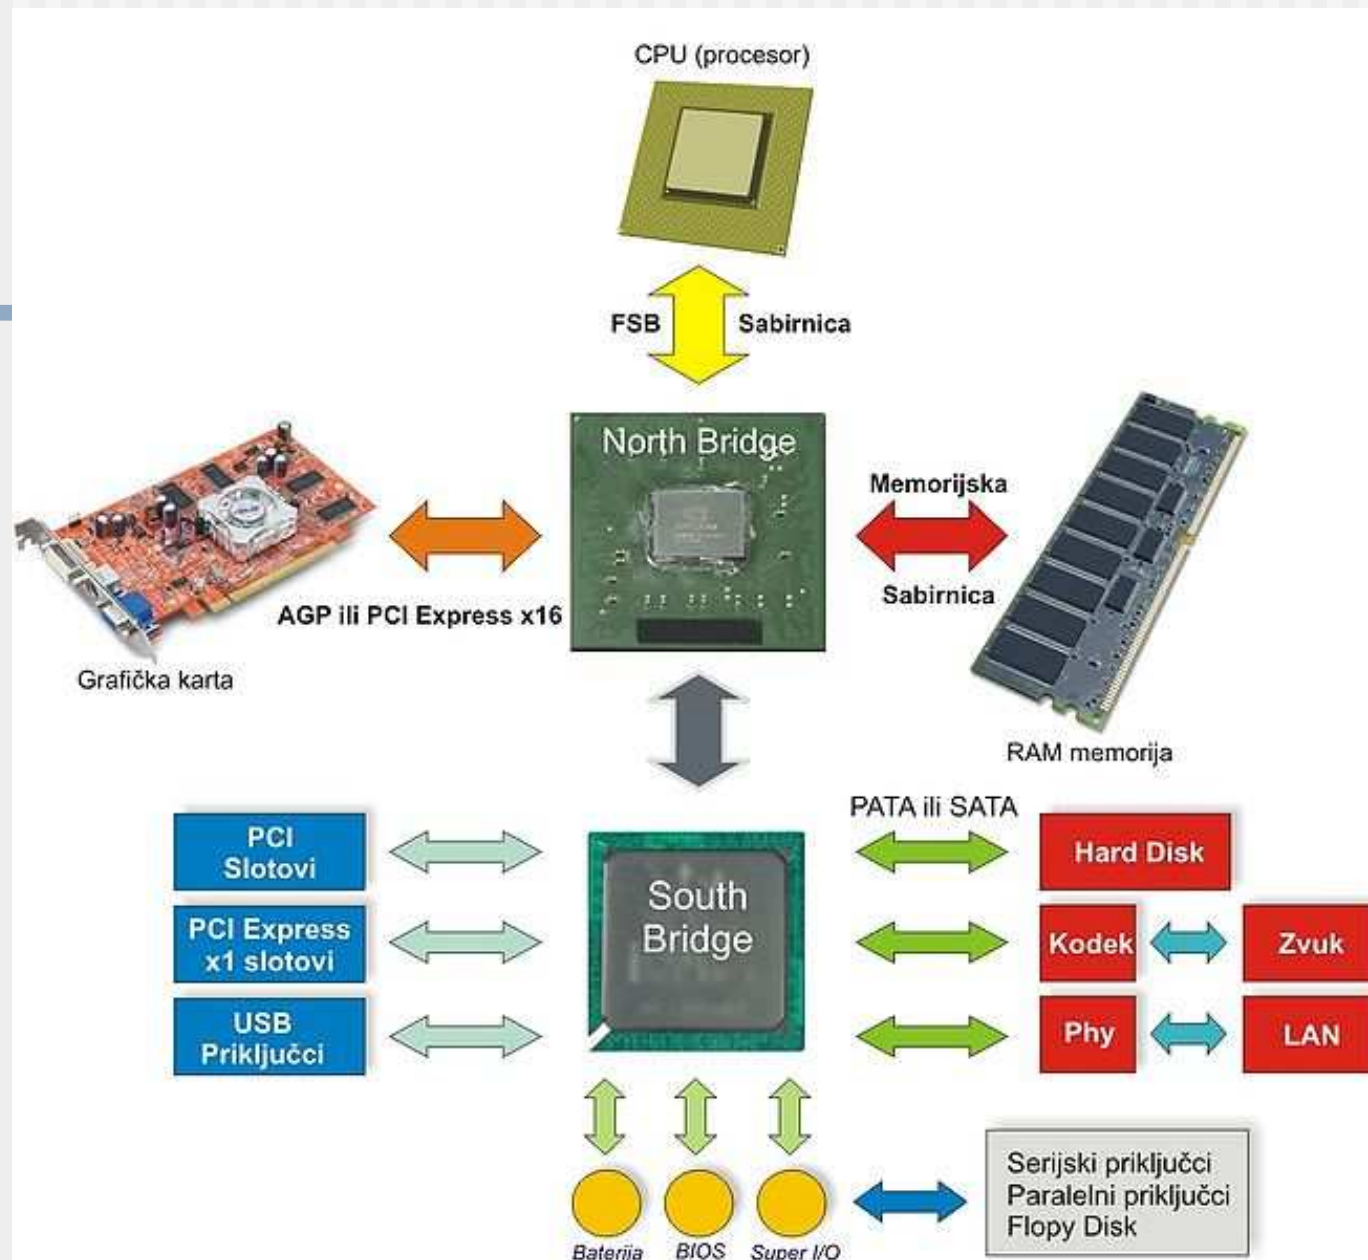 CPU (procesor)
FSB
Sabirnica
North Bridge
Memorijska
Sabirnica
AGP ili PCI Express x16
Grafička karta
RAM memorija
PATA ili SATA
PCI
Slotovi
South
Bridge
Hard Disk
PCI Express
x1 slotovi
Kodek
Zvuk
USB
Priključci
Phy
LAN
Serijski priključci
Paralelni priključci
Flopy Disk
Baterija
BIOS
Super I/O